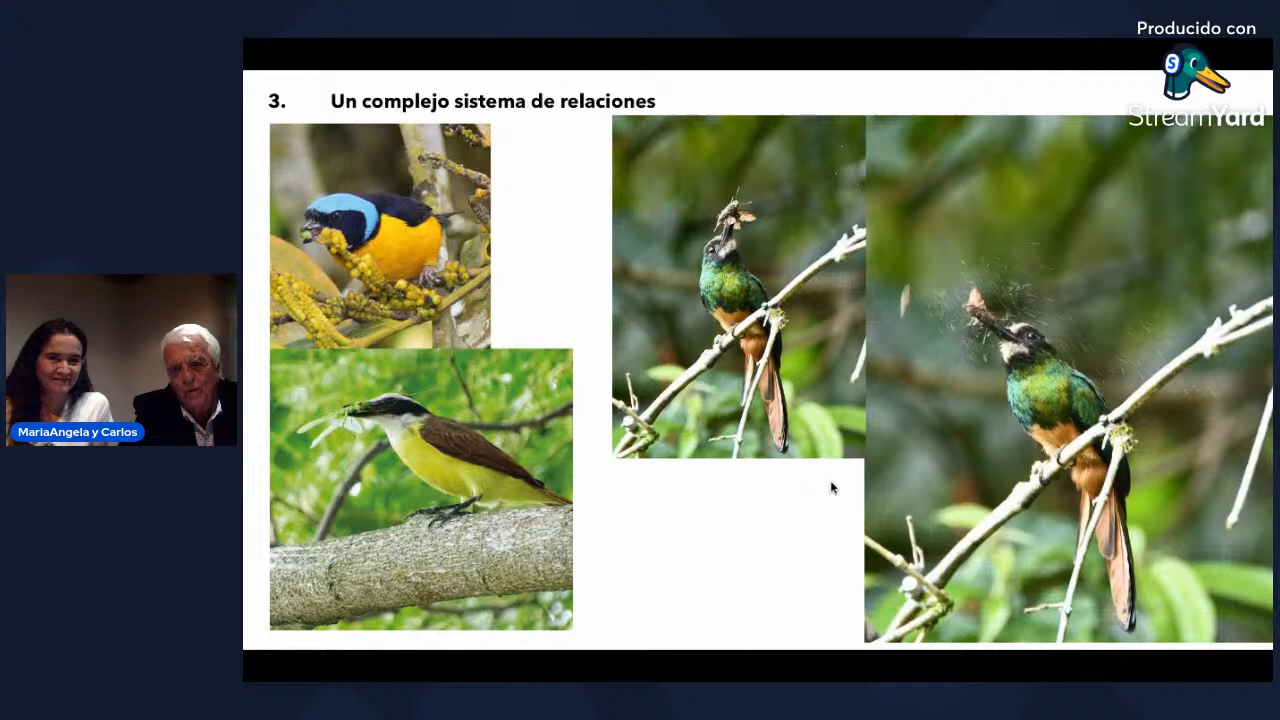 Producido con
S
StreamYard
3. Un complejo sistema de relaciones
MariaAngela y Carlos